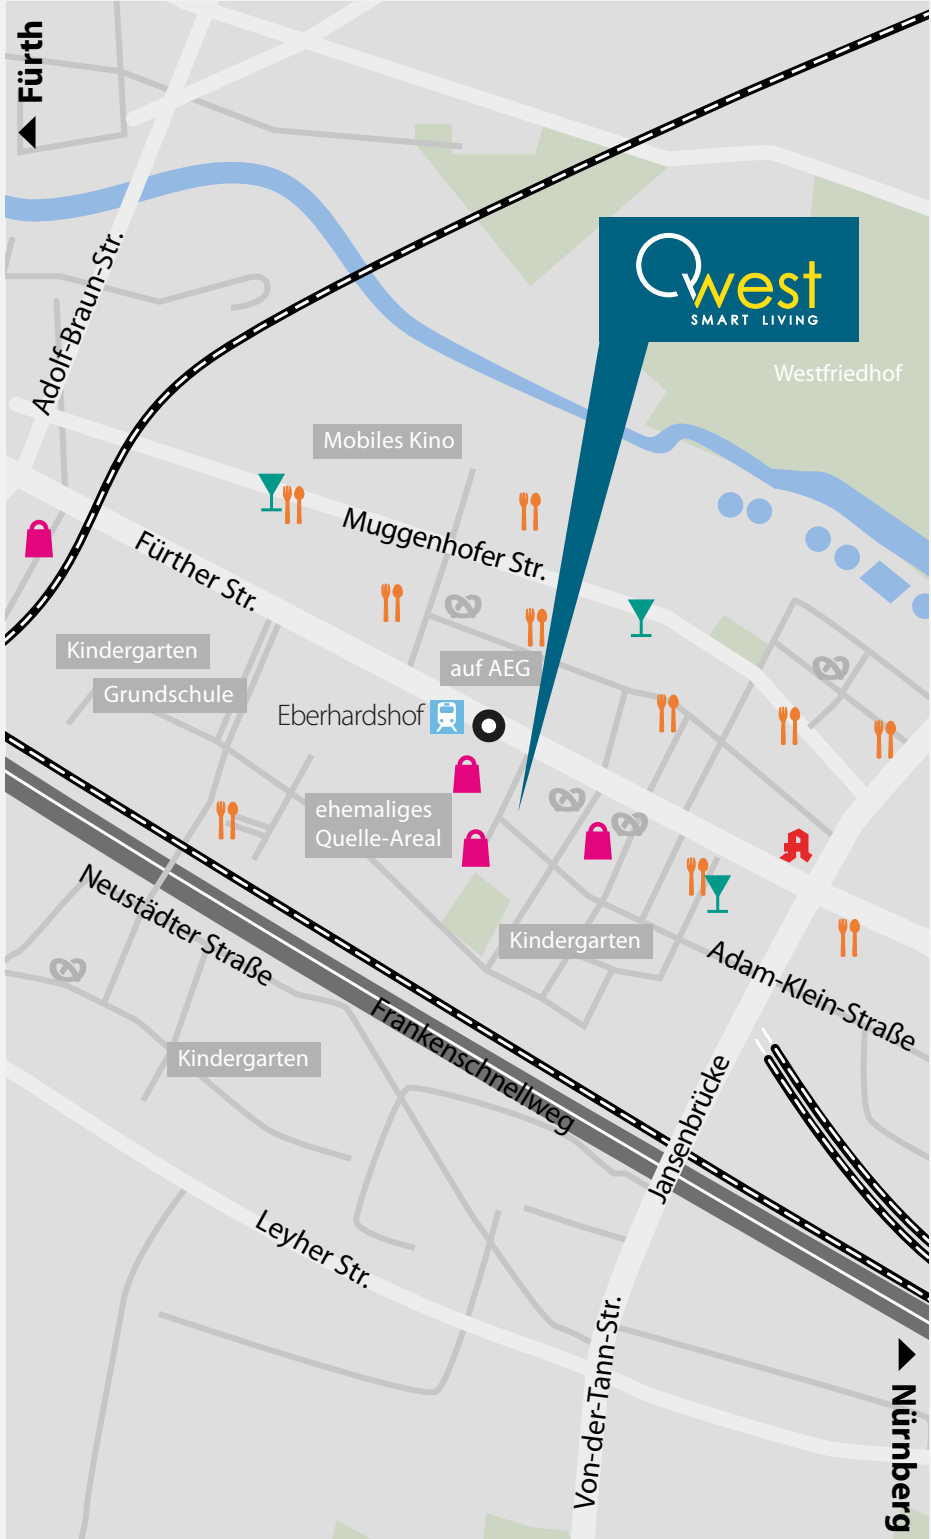 Fürth
Adolf-Braun-Str.
Qwest
SMART LIVING
Westfriedhof
Mobiles Kino
Muggenhofer Str.
Fürther Str.
Kindergarten
Grundschule
auf AEG
Eberhardshof
ehemaliges
Quelle-Areal
Neustädter Straße
Kindergarten
Adam-Klein-Straße
Frankenschnellweg
Kindergarten
Jansenbrücke
Leyher Str.
Von-der-Tann-Str.
Nürnberg